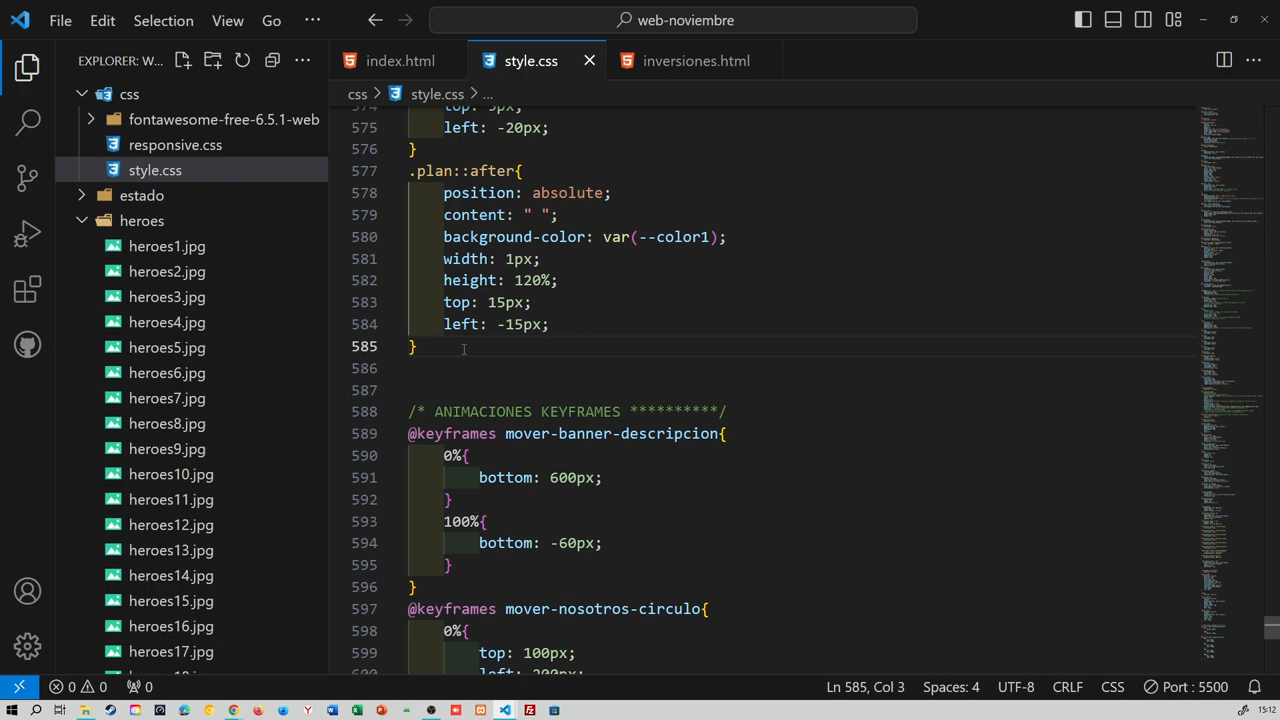 File Edit Selection View Go ··· web-noviembre
EXPLORER: W... ···
index.html style.css inversiones.html ···
css > style.css > ...
css
fontawesome-free-6.5.1-web
responsive.css
style.css
estado
heroes
heroes1.jpg
heroes2.jpg
heroes3.jpg
heroes4.jpg
heroes5.jpg
heroes6.jpg
heroes7.jpg
heroes8.jpg
heroes9.jpg
heroes10.jpg
heroes11.jpg
heroes12.jpg
heroes13.jpg
heroes14.jpg
heroes15.jpg
heroes16.jpg
heroes17.jpg
574 top: 5px;
575 left: -20px;
576 }
577 .plan::after{
578 position: absolute;
579 content: " ";
580 background-color: var(--color1);
581 width: 1px;
582 height: 100%;
583 top: 15px;
584 left: -15px;
585 }
586
587
588 /* ANIMACIONES KEYFRAMES **********/
589 @keyframes mover-banner-descripcion{
590 0%{
591 bottom: 600px;
592 }
593 100%{
594 bottom: -60px;
595 }
596 }
597 @keyframes mover-nosotros-circulo{
598 0%{
599 top: 100px;
600 left: 200px;
0 0 0 Ln 585, Col 3 Spaces: 4 UTF-8 CRLF CSS Port : 5500
15:12